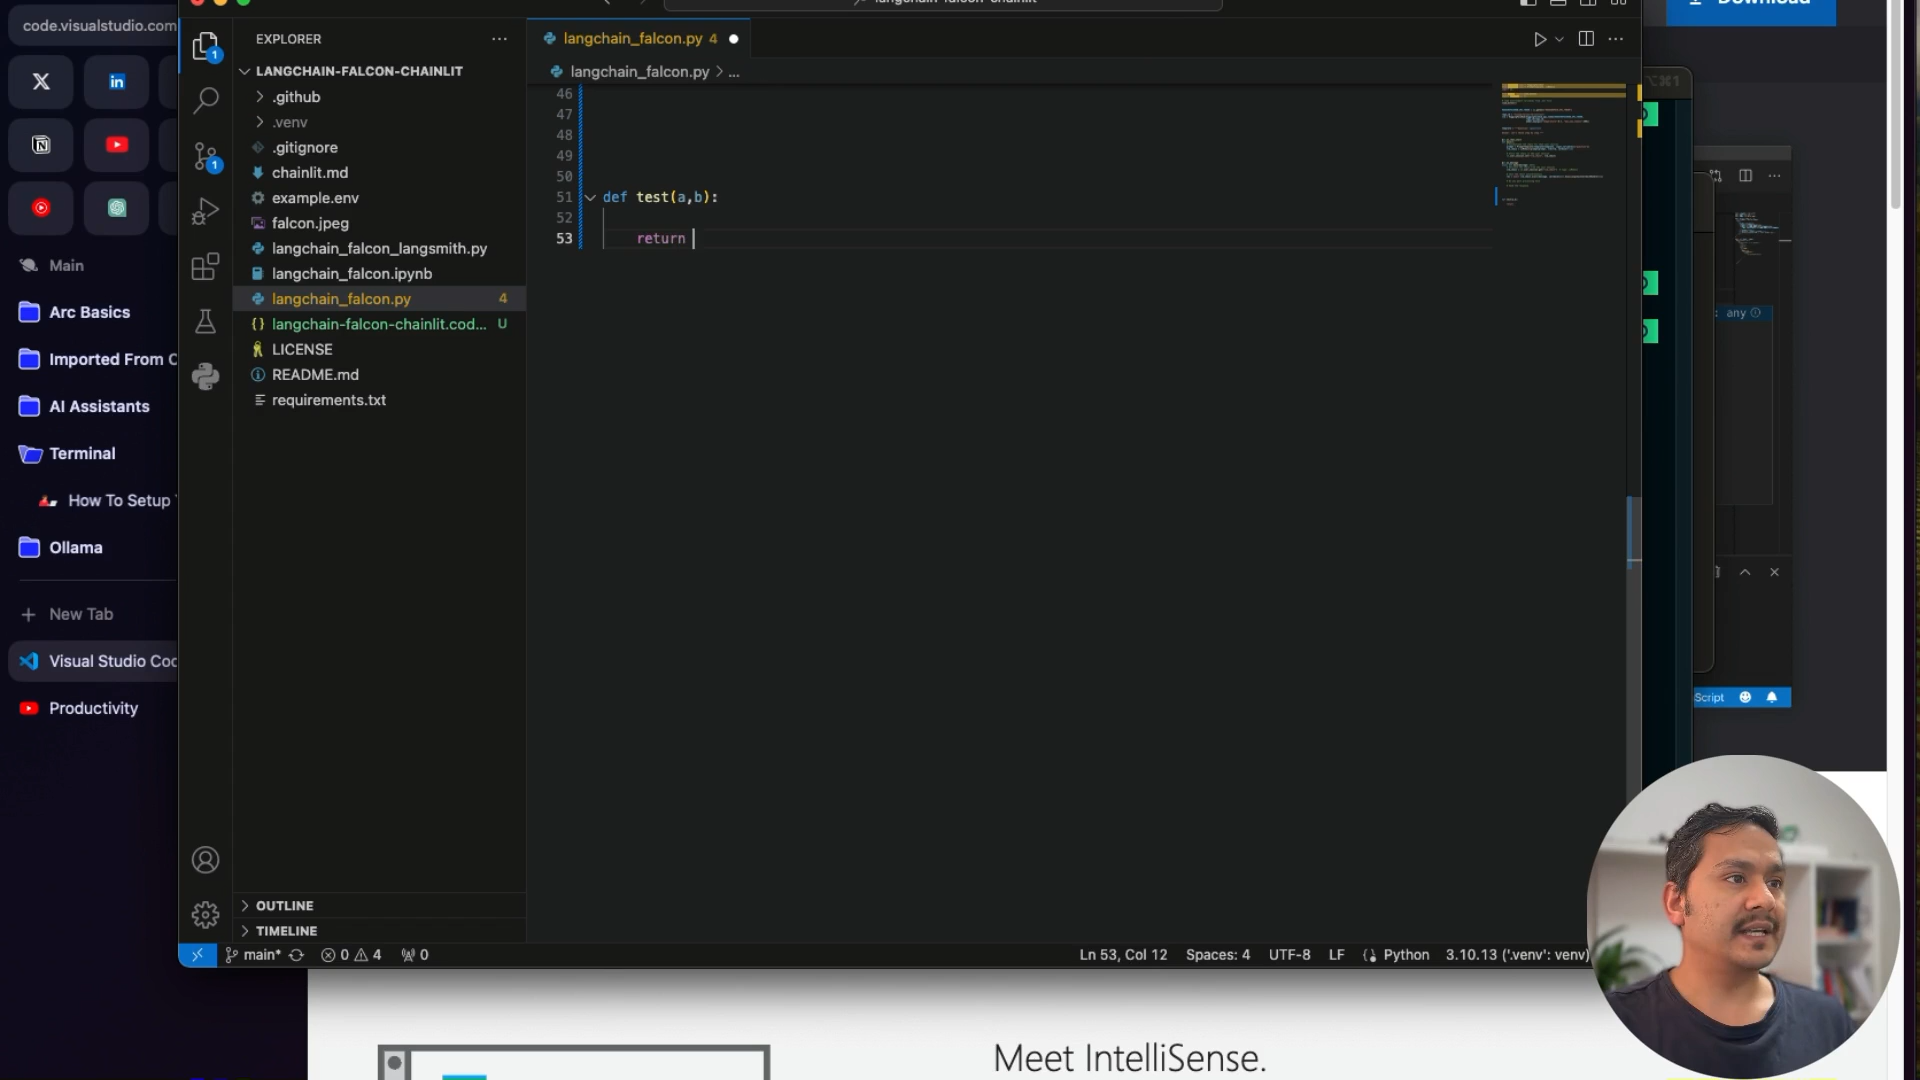 code.visualstudio.com
Main
Arc Basics
Imported From C
AI Assistants
Terminal
How To Setup
Ollama
New Tab
Visual Studio Coc
Productivity
EXPLORER
LANGCHAIN-FALCON-CHAINLIT
.github
.venv
.gitignore
chainlit.md
example.env
falcon.jpeg
langchain_falcon_langsmith.py
langchain_falcon.ipynb
langchain_falcon.py 4
langchain-falcon-chainlit.cod... U
LICENSE
README.md
requirements.txt
OUTLINE
TIMELINE
langchain_falcon.py 4
langchain_falcon.py > ...
46
47
48
49
50
51 def test(a,b):
52
53 return
main* 0 4 0
Ln 53, Col 12 Spaces: 4 UTF-8 LF Python 3.10.13 ('.venv': venv)
Download
⌥⌘1
: any
Script
Meet IntelliSense.